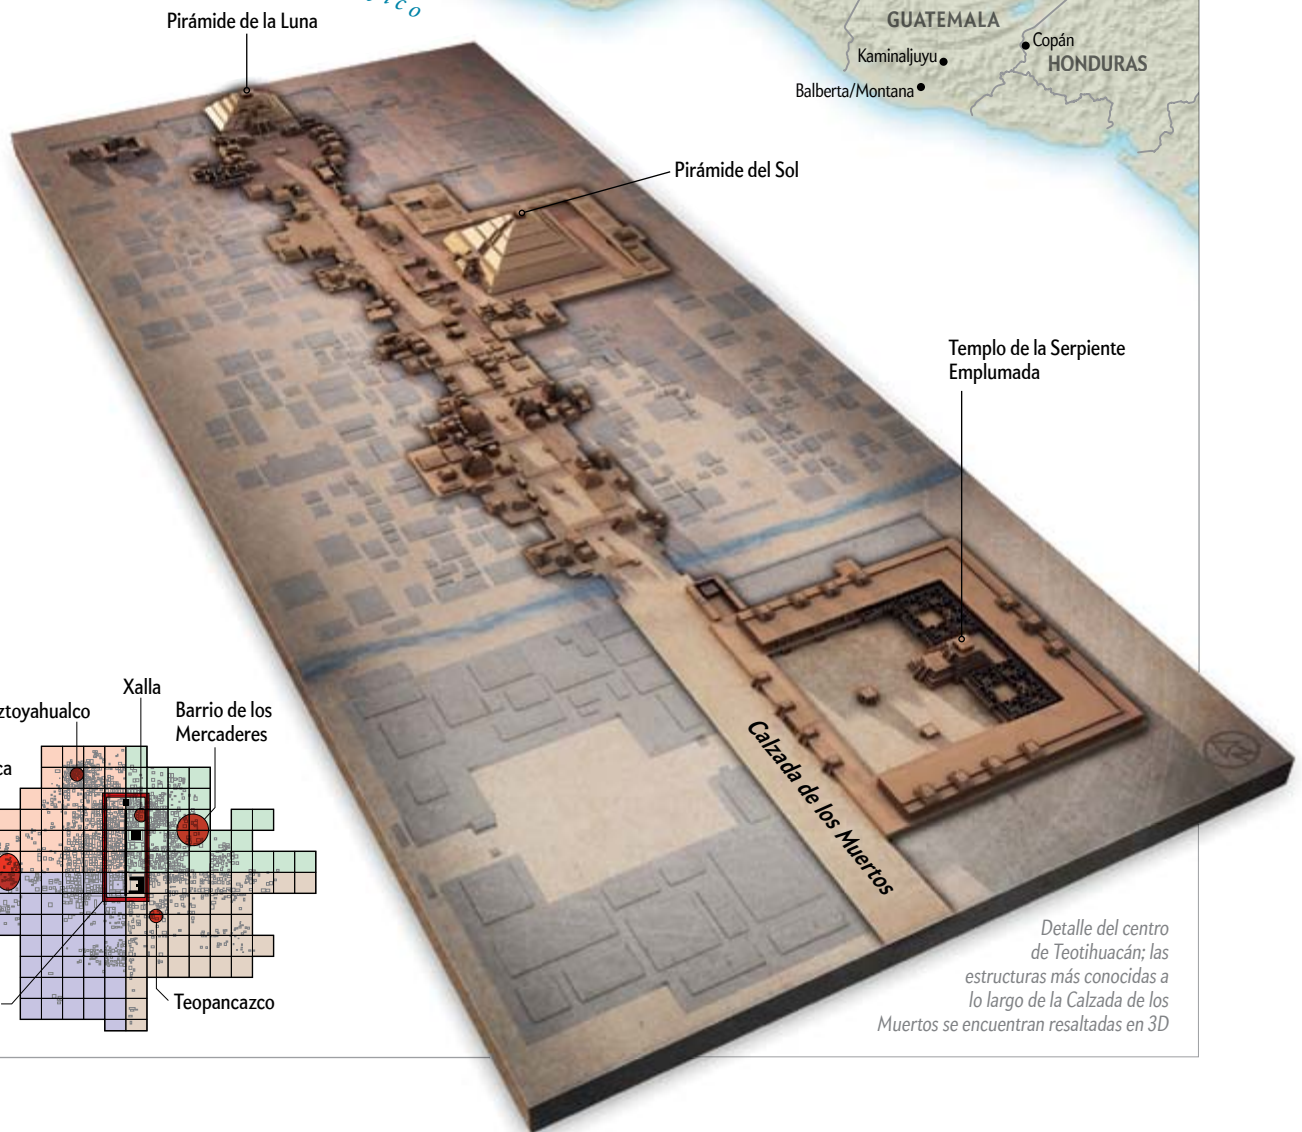 Pirámide de la Luna
GUATEMALA
Copán
Kaminaljuyu
HONDURAS
Balberta/Montana
Pirámide del Sol
Templo de la Serpiente
Emplumada
Xalla
Barrio de los
Mercaderes
Calzada de los Muertos
Teopancazco
Detalle del centro
de Teotihuacán; las
estructuras más conocidas a
lo largo de la Calzada de los
Muertos se encuentran resaltadas en 3D